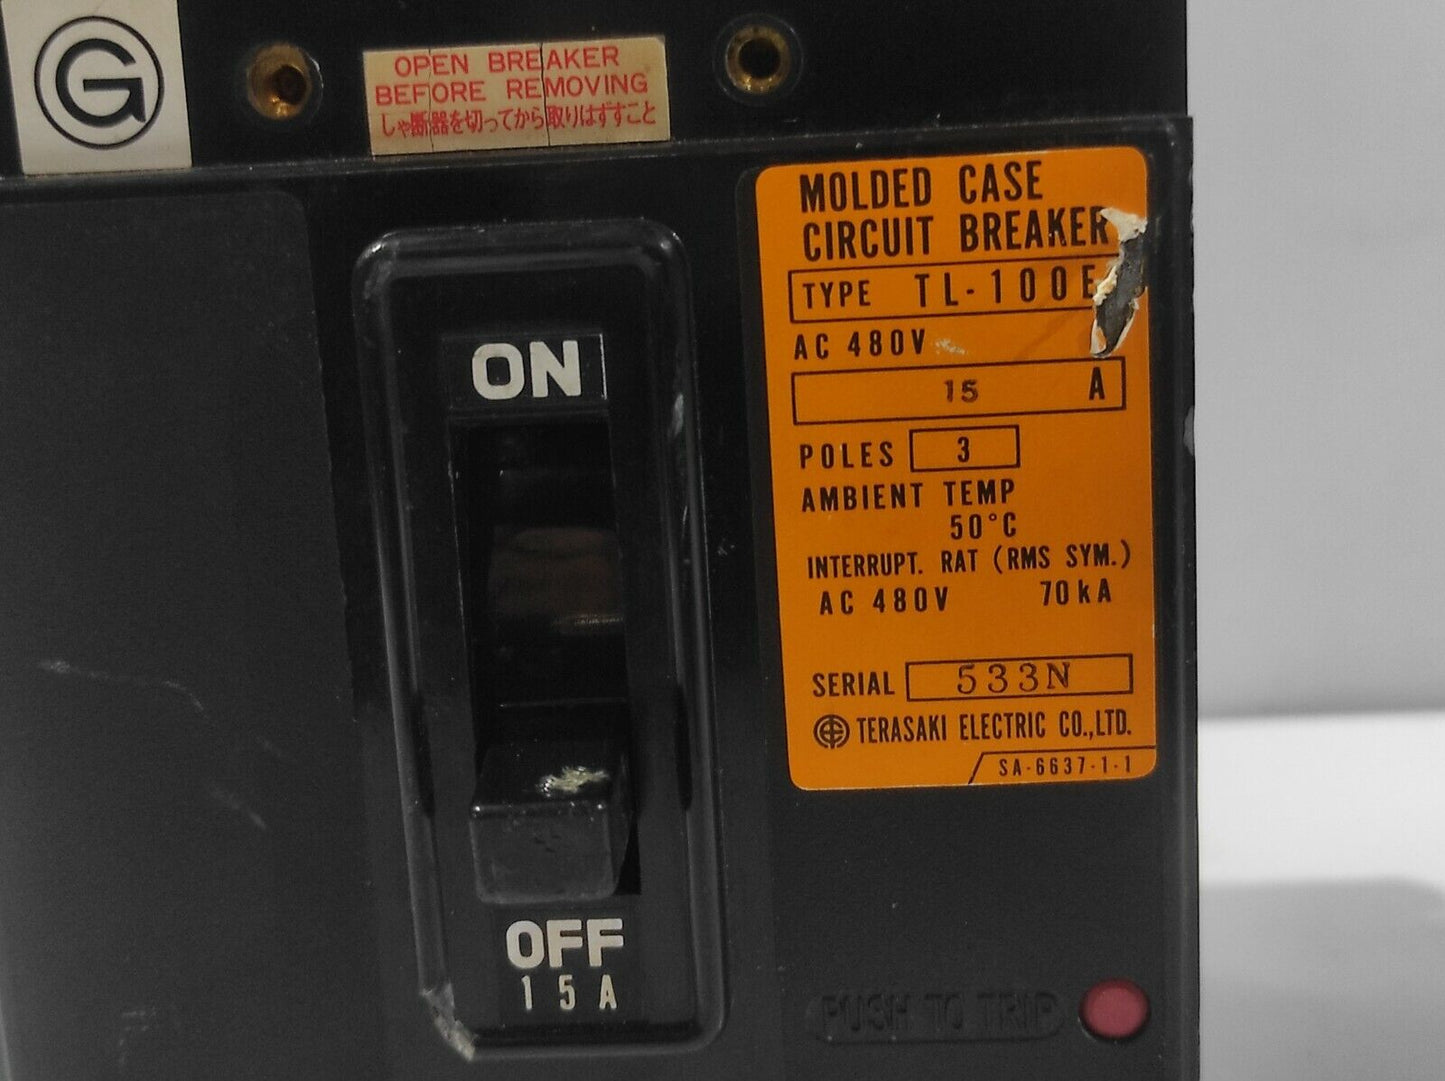 G
OPEN BREAKER
BEFORE REMOVING
しゃ断器を切ってから取りはずすこと
MOLDED CASE
CIRCUIT BREAKER
TYPE TL-100E
AC 480V
15 A
POLES 3
AMBIENT TEMP
50°C
INTERRUPT. RAT (RMS SYM.)
AC 480V 70kA
SERIAL 533N
TERASAKI ELECTRIC CO.,LTD.
SA-6637-1-1
ON
OFF
15A
PUSH TO TRIP